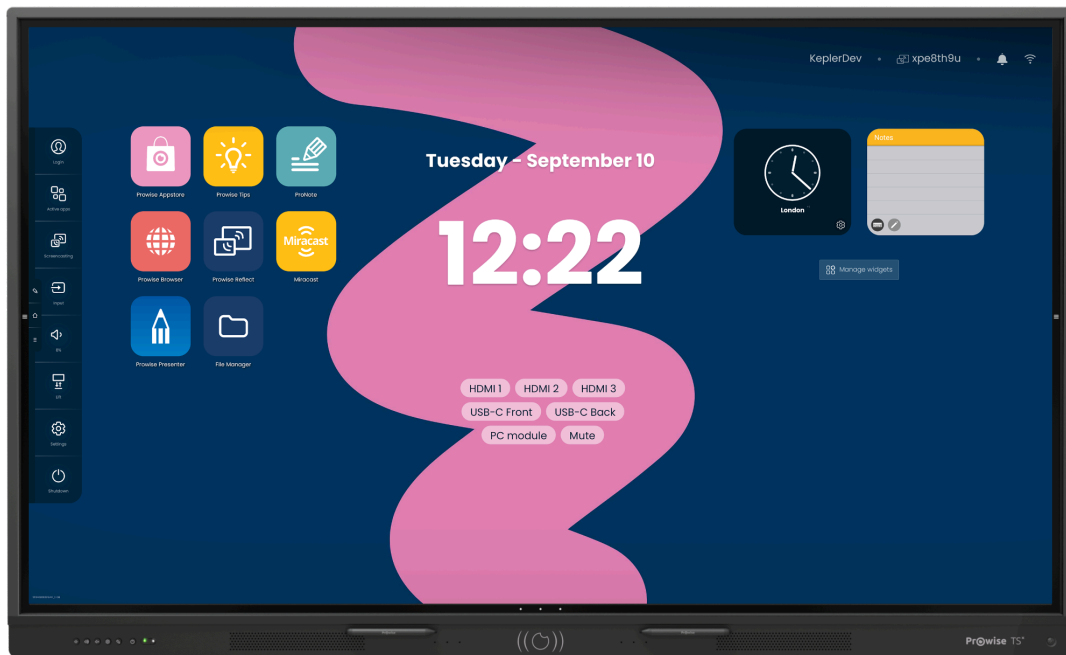 KeplerDev
xpe8th9u
Login
Active apps
Screencasting
Input
Lift
Settings
Shutdown
Prowise Appstore
Prowise Tips
ProNote
Prowise Browser
Prowise Reflect
Miracast
Miracast
Prowise Presenter
File Manager
Tuesday - September 10
12:22
HDMI 1
HDMI 2
HDMI 3
USB-C Front
USB-C Back
PC module
Mute
London
Notes
Manage widgets
Prowise TS+